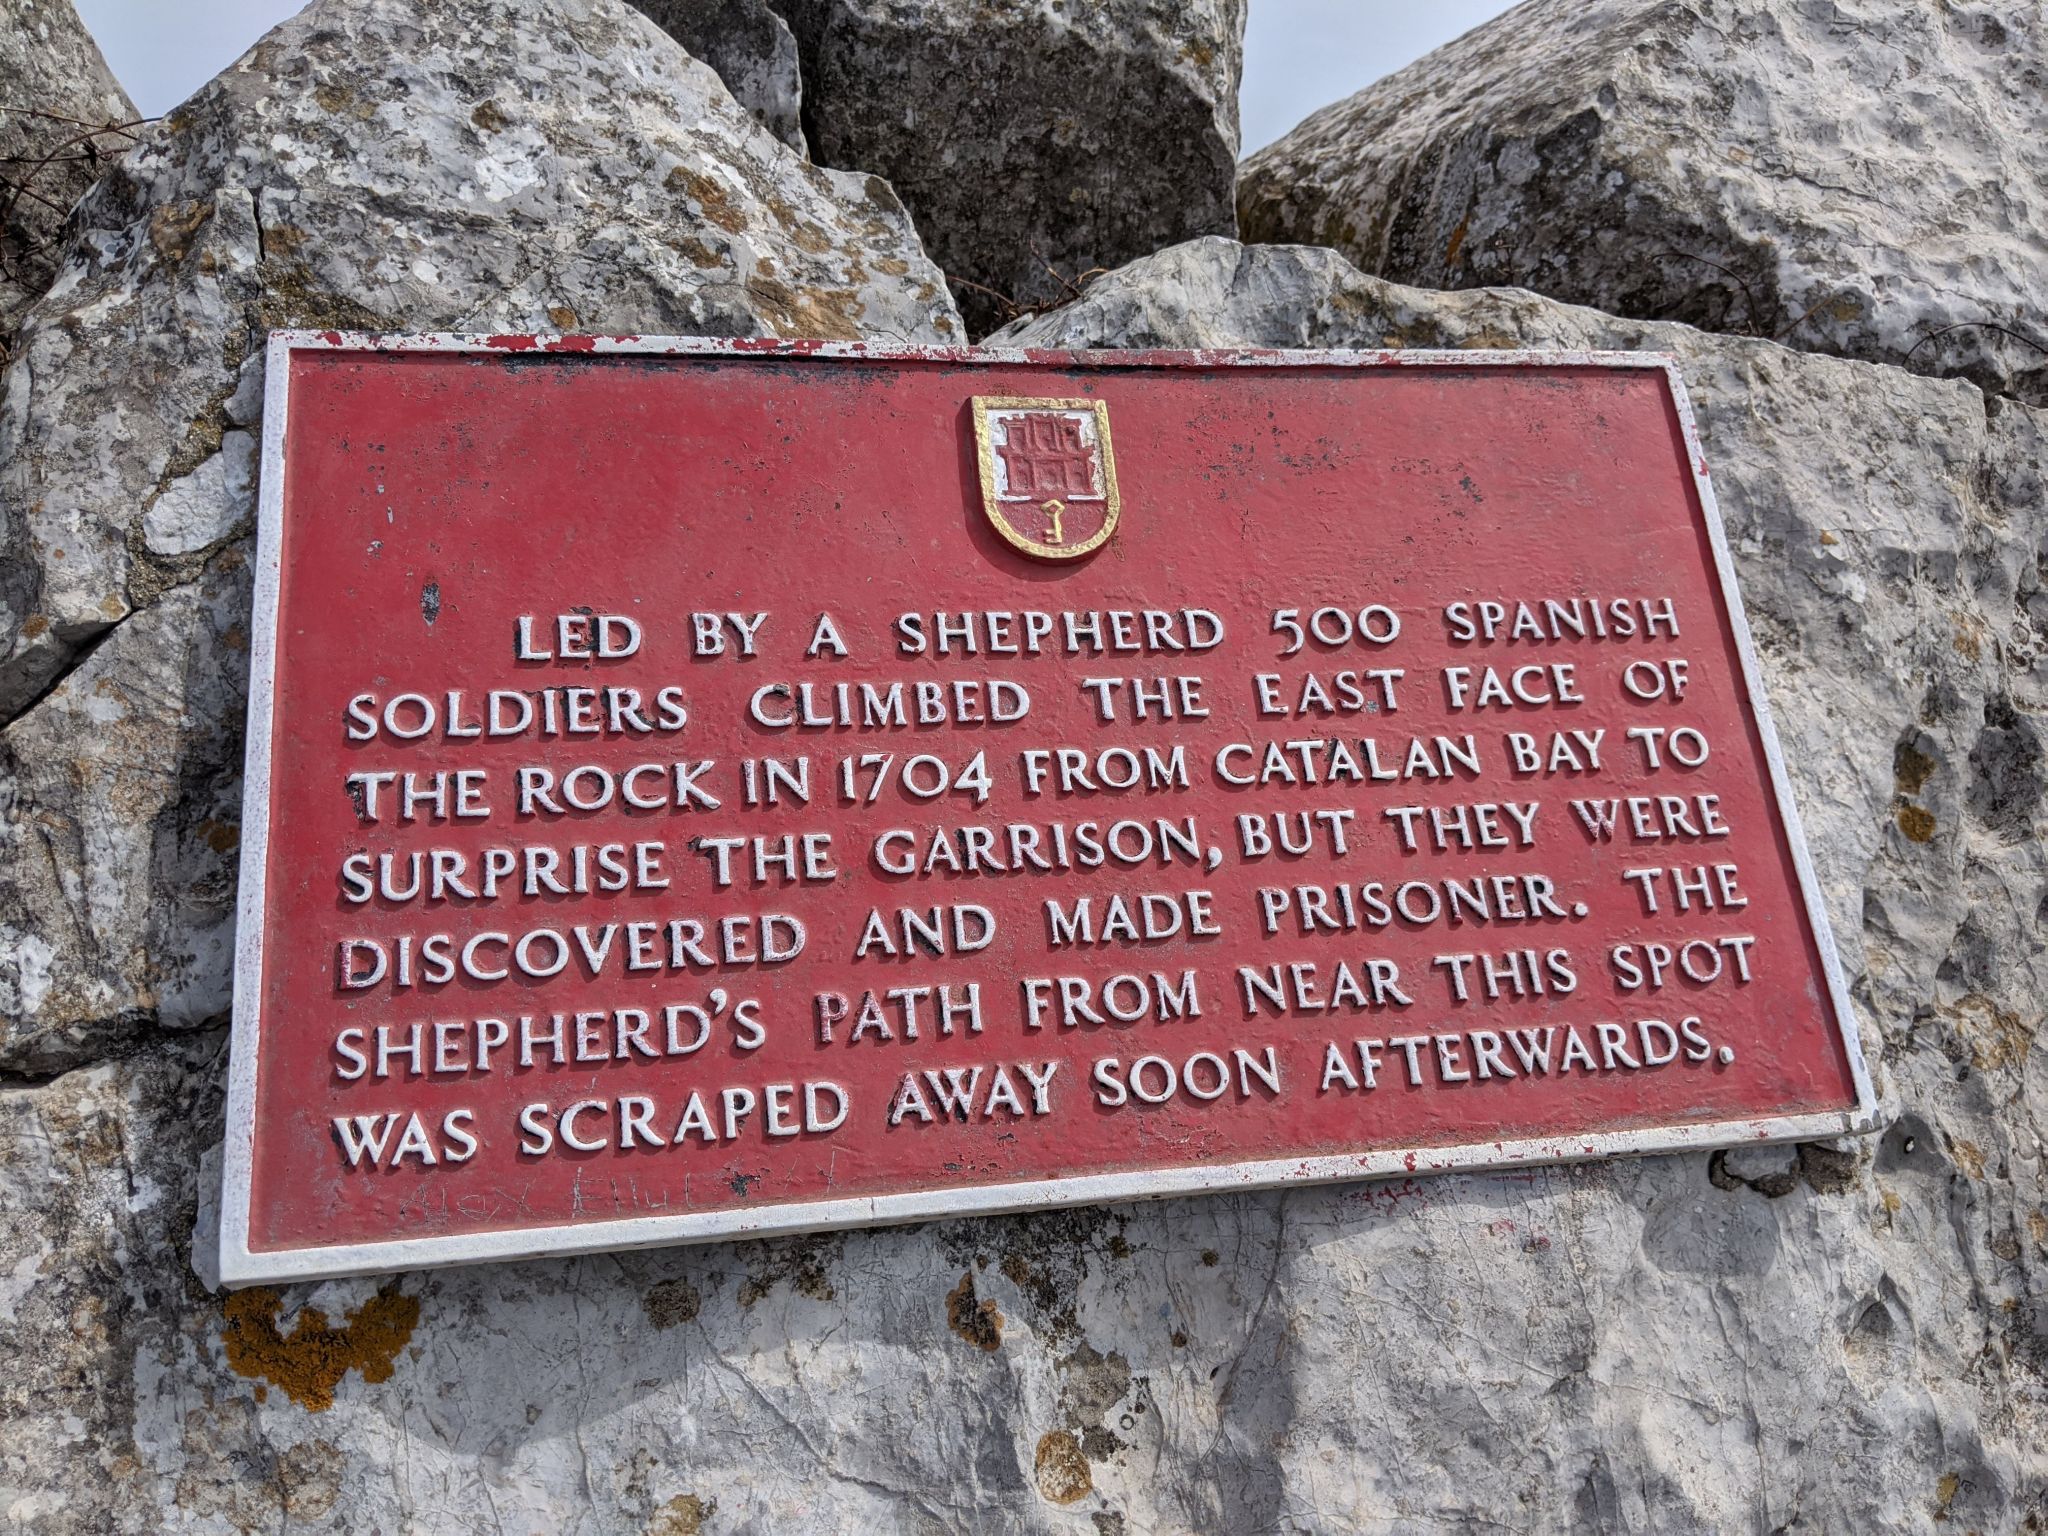 LED BY A SHEPHERD 500 SPANISH
SOLDIERS CLIMBED THE EAST FACE OF
THE ROCK IN 1704 FROM CATALAN BAY TO
SURPRISE THE GARRISON, BUT THEY WERE
DISCOVERED AND MADE PRISONER. THE
SHEPHERD'S PATH FROM NEAR THIS SPOT
WAS SCRAPED AWAY SOON AFTERWARDS.
Alex